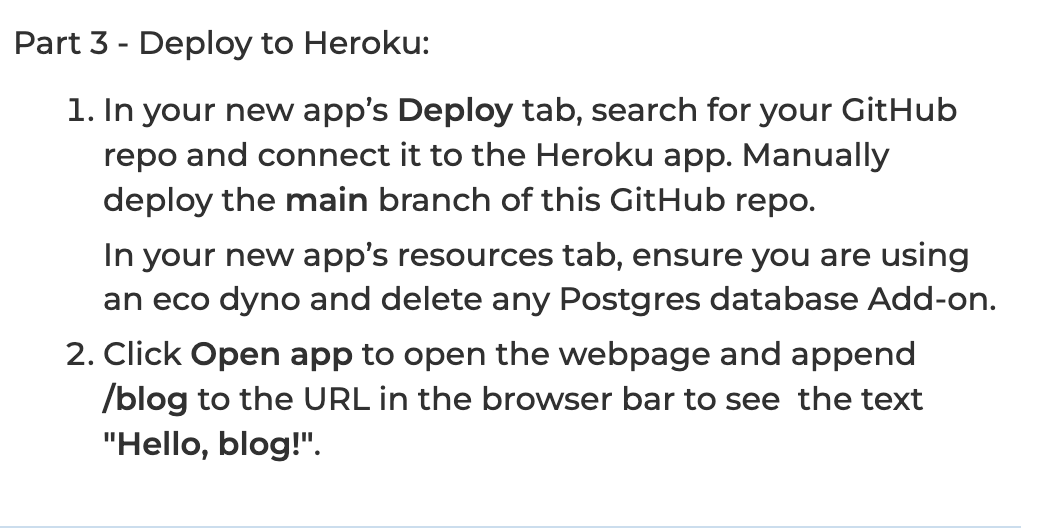 Part 3 - Deploy to Heroku:
1. In your new app’s Deploy tab, search for your GitHub
repo and connect it to the Heroku app. Manually
deploy the main branch of this GitHub repo.
In your new app’s resources tab, ensure you are using
an eco dyno and delete any Postgres database Add-on.
2. Click Open app to open the webpage and append
/blog to the URL in the browser bar to see  the text
"Hello, blog!".